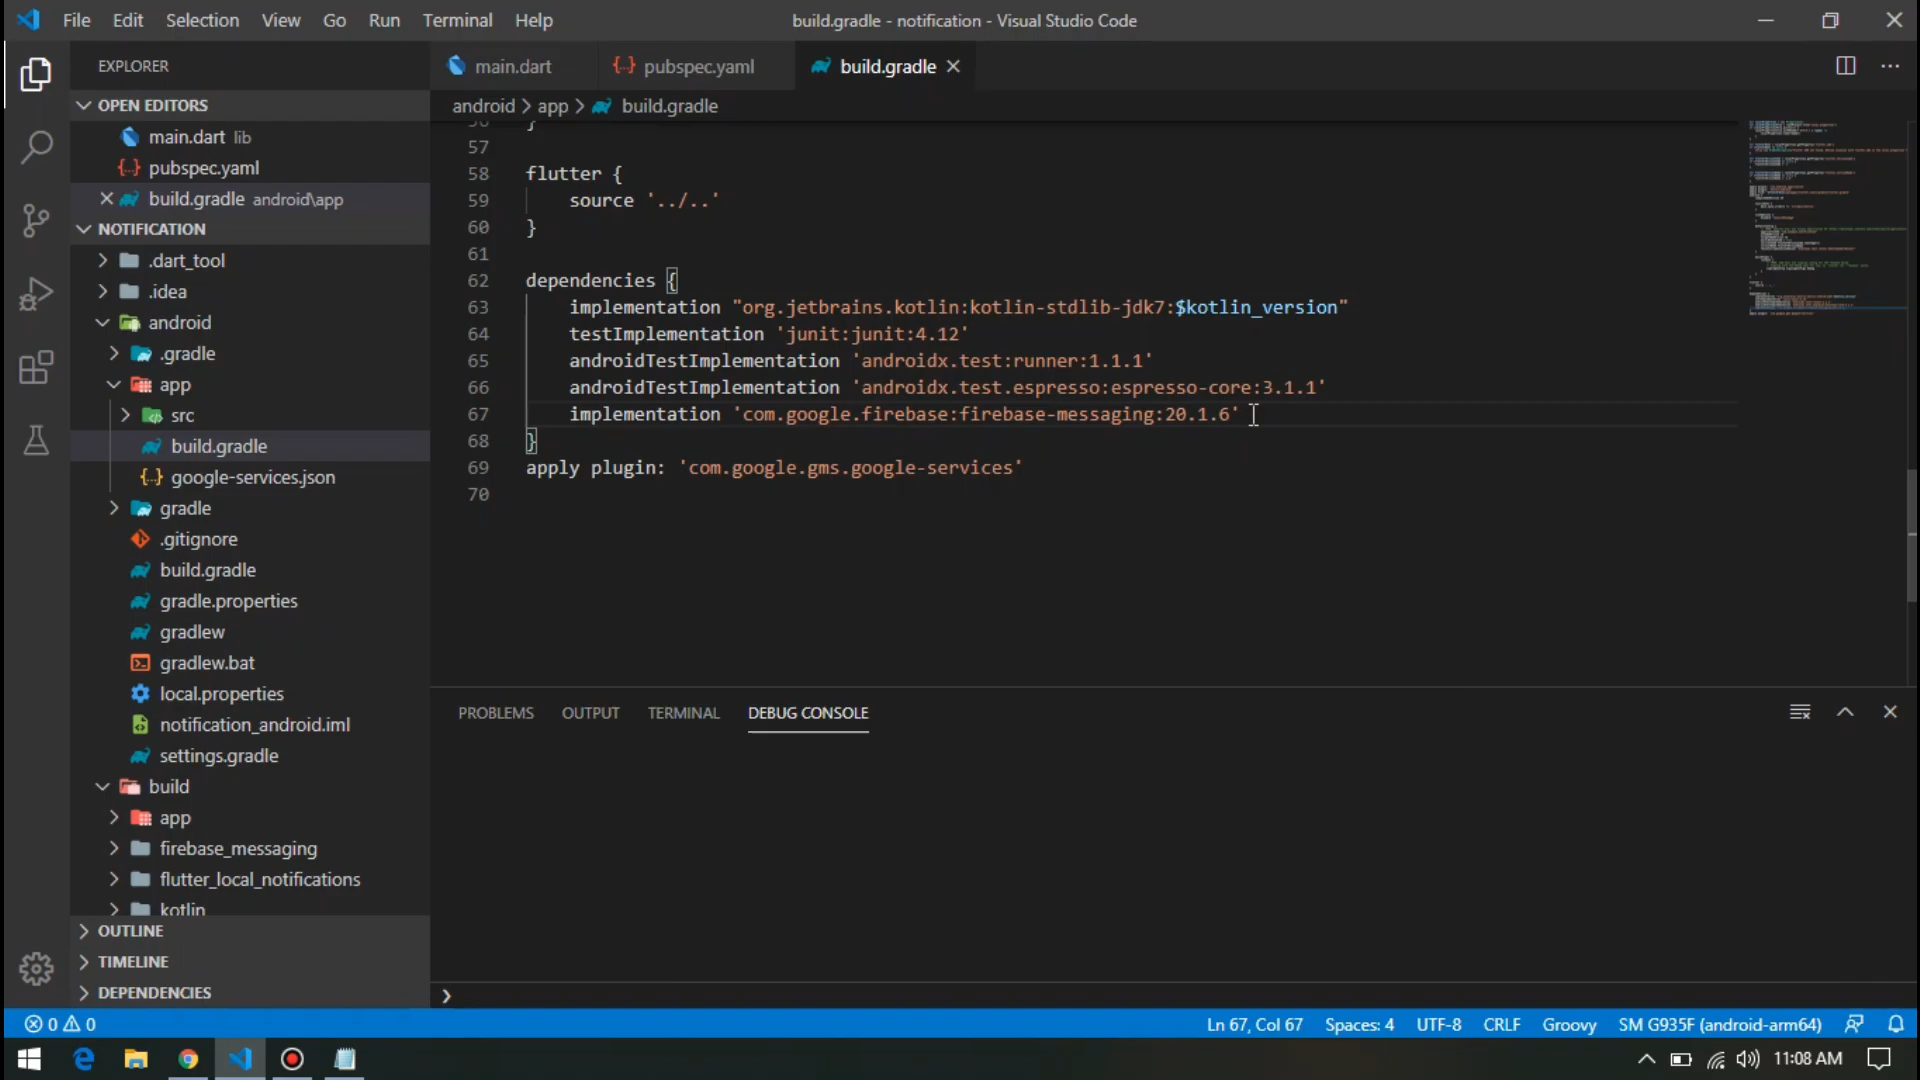 File Edit Selection View Go Run Terminal Help
build.gradle - notification - Visual Studio Code
EXPLORER
OPEN EDITORS
main.dart lib
pubspec.yaml
build.gradle android\app
NOTIFICATION
.dart_tool
.idea
android
.gradle
app
src
build.gradle
google-services.json
gradle
.gitignore
build.gradle
gradle.properties
gradlew
gradlew.bat
local.properties
notification_android.iml
settings.gradle
build
app
firebase_messaging
flutter_local_notifications
kotlin
OUTLINE
TIMELINE
DEPENDENCIES
main.dart
pubspec.yaml
build.gradle
android > app > build.gradle
56 }
57
58 flutter {
59 source '../..'
60 }
61
62 dependencies {
63 implementation "org.jetbrains.kotlin:kotlin-stdlib-jdk7:$kotlin_version"
64 testImplementation 'junit:junit:4.12'
65 androidTestImplementation 'androidx.test:runner:1.1.1'
66 androidTestImplementation 'androidx.test.espresso:espresso-core:3.1.1'
67 implementation 'com.google.firebase:firebase-messaging:20.1.6'
68 }
69 apply plugin: 'com.google.gms.google-services'
70
PROBLEMS OUTPUT TERMINAL DEBUG CONSOLE
0 0
Ln 67, Col 67 Spaces: 4 UTF-8 CRLF Groovy SM G935F (android-arm64)
11:08 AM